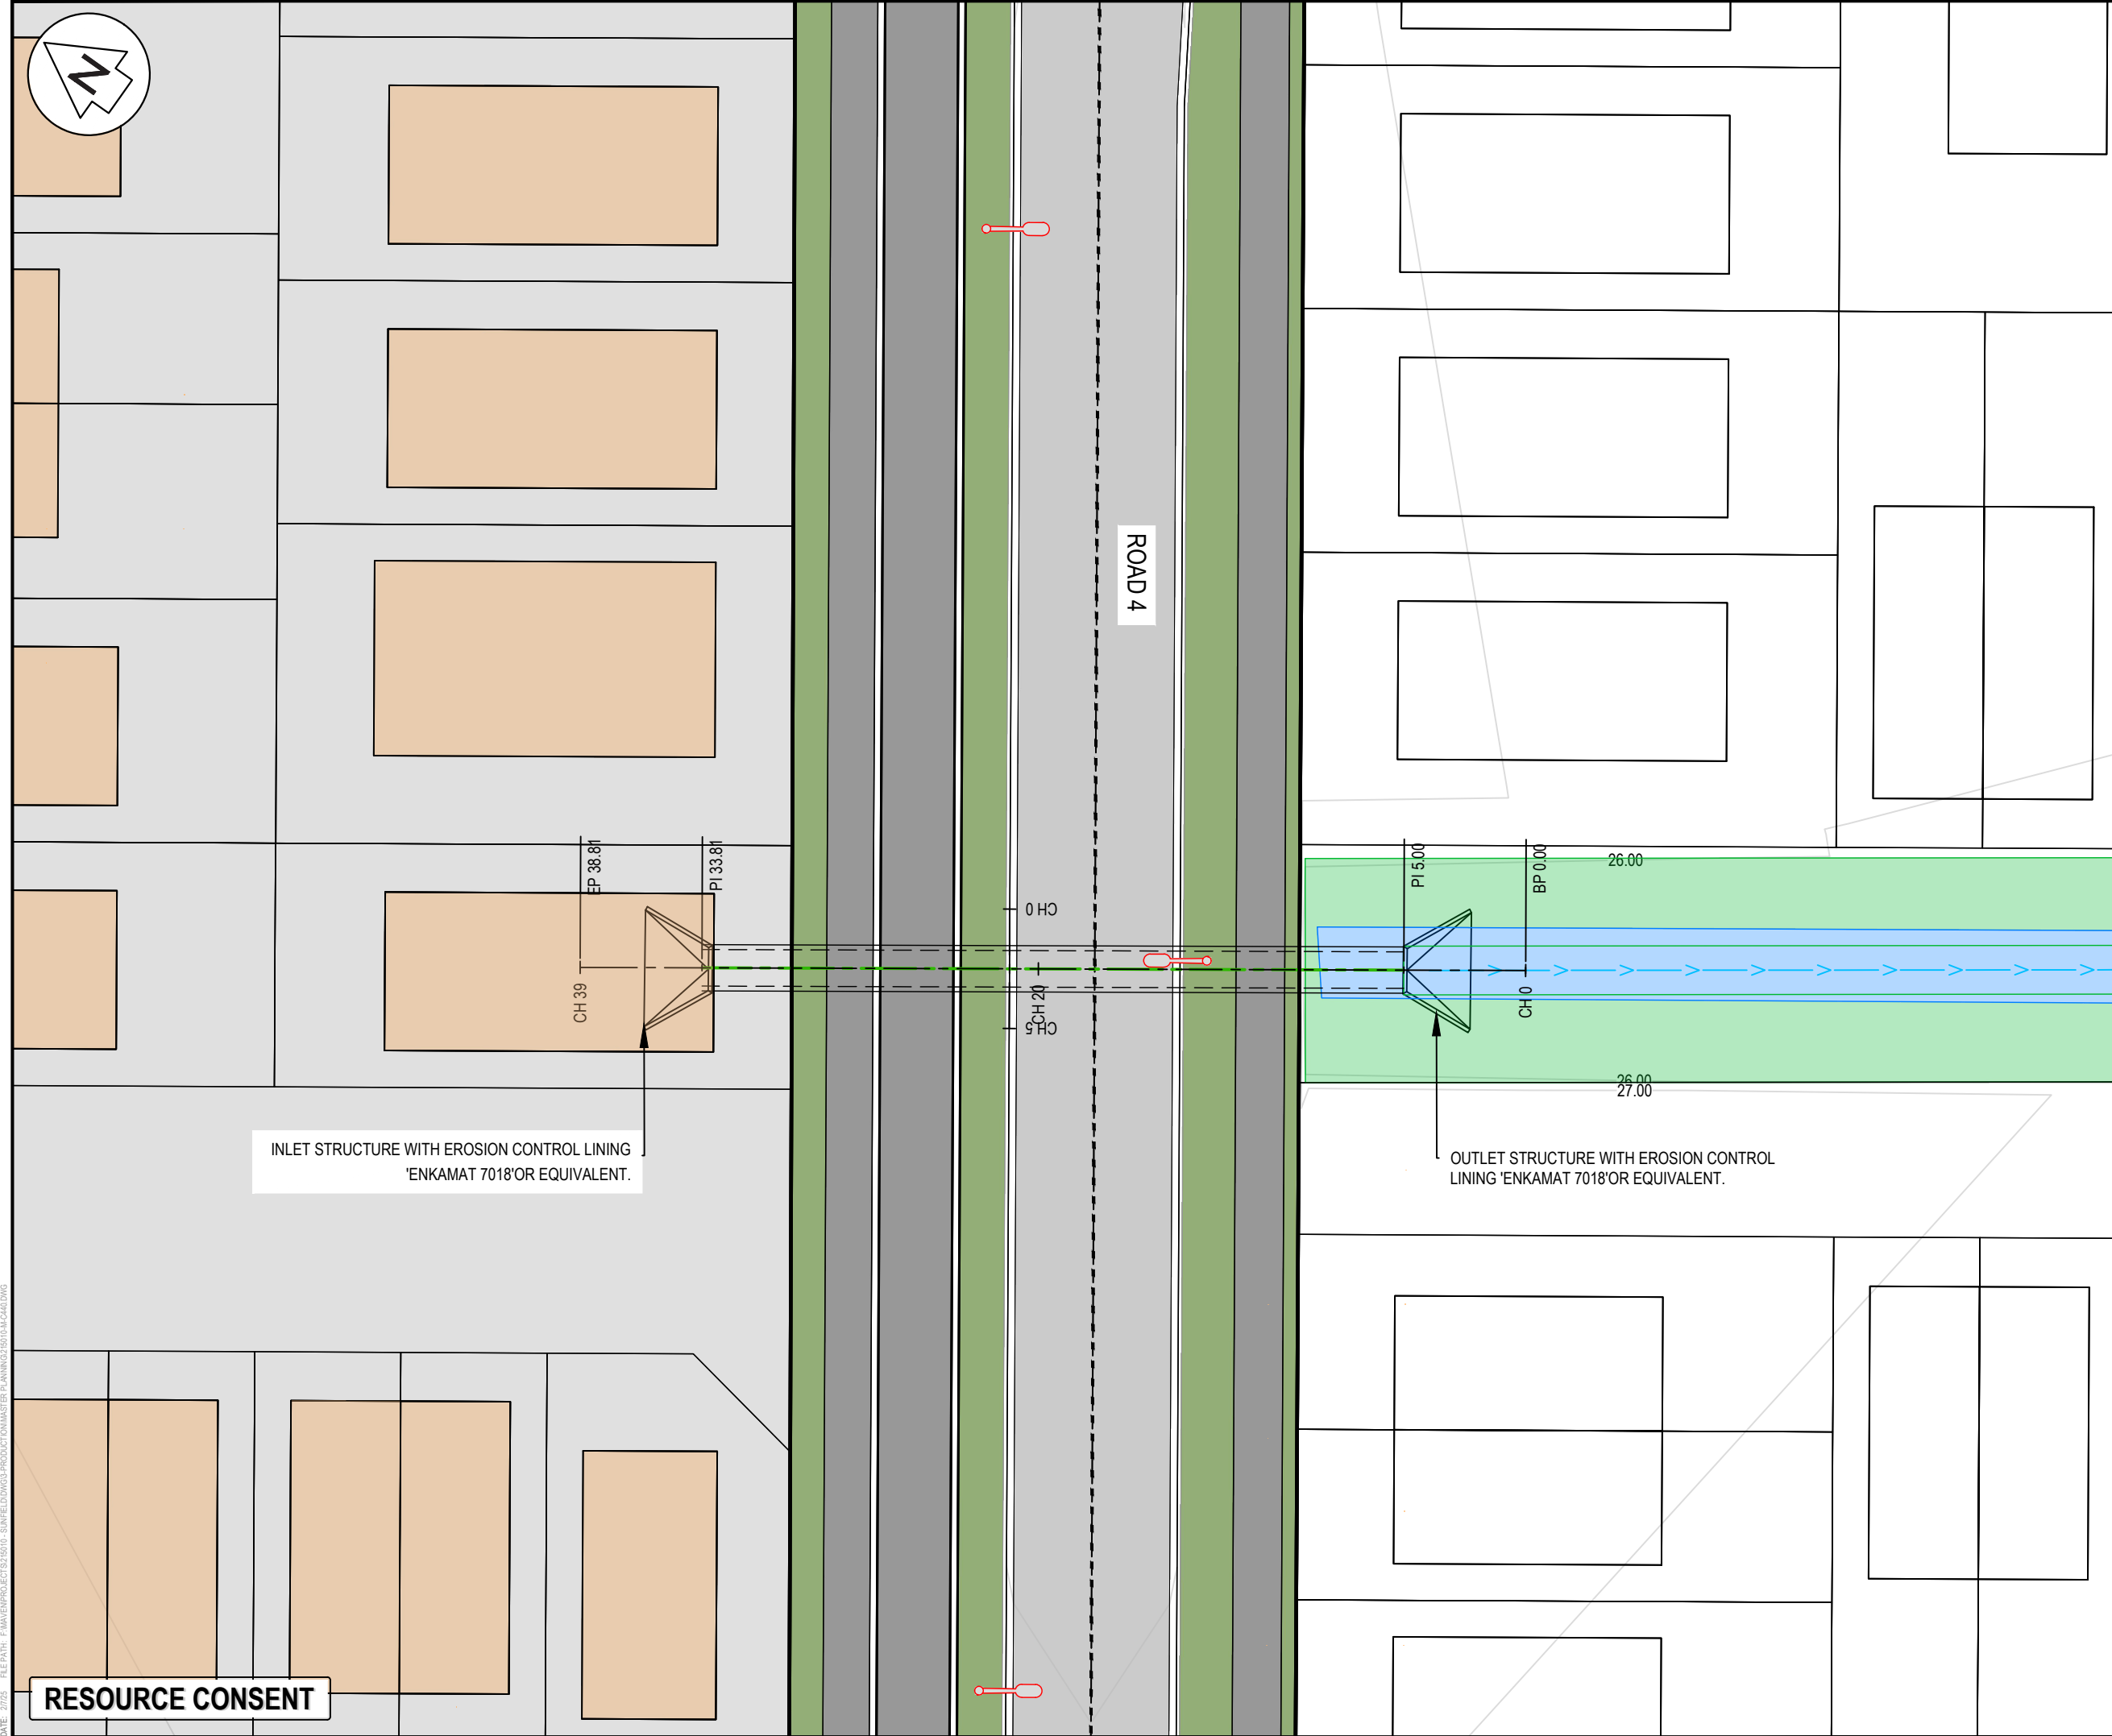 N
ROAD 4
EP 38.81
PI 33.81
PI 5.00
BP 0.00
26.00
CH 0
CH 39
CH 20
CH 0
CH 5
26.00
27.00
INLET STRUCTURE WITH EROSION CONTROL LINING
'ENKAMAT 7018'OR EQUIVALENT.
OUTLET STRUCTURE WITH EROSION CONTROL
LINING 'ENKAMAT 7018'OR EQUIVALENT.
RESOURCE CONSENT